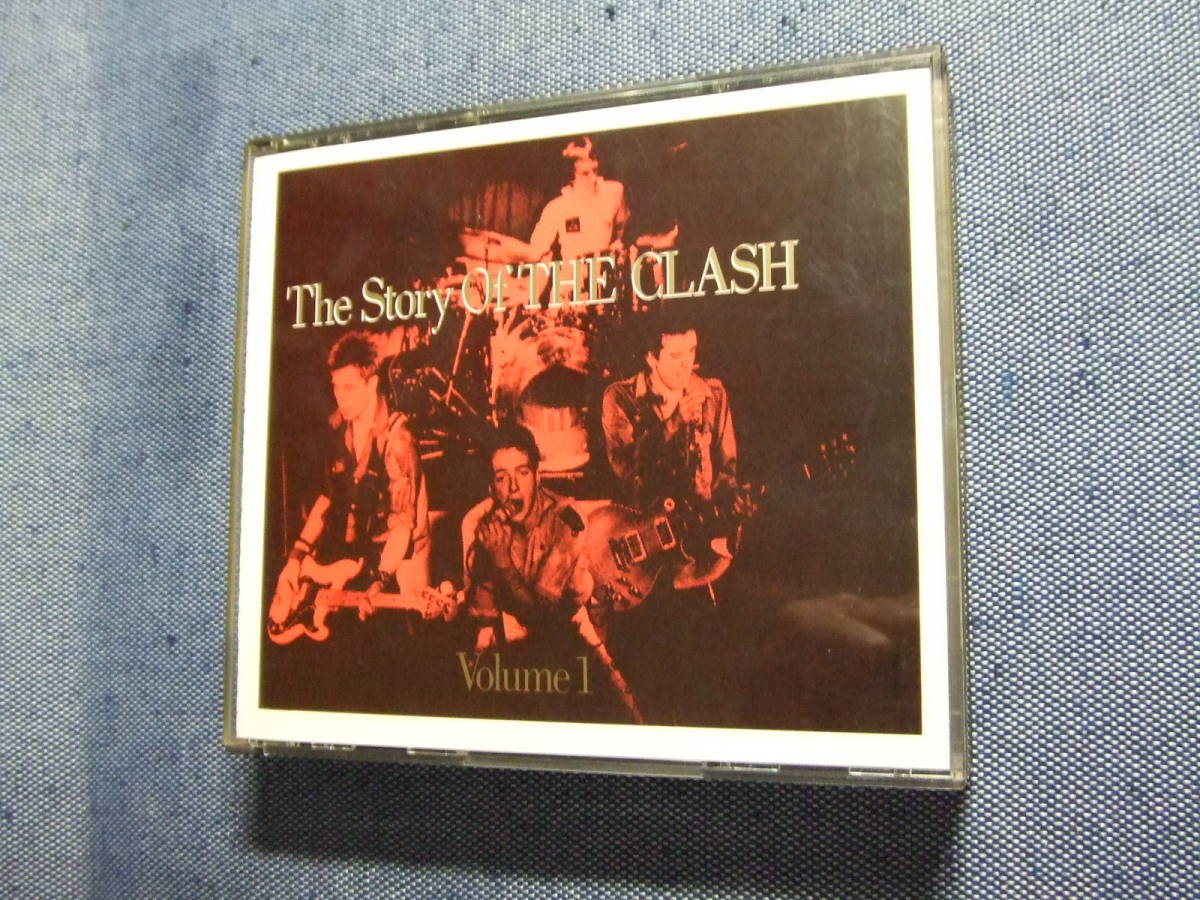 The Story Of THE CLASH
Volume 1